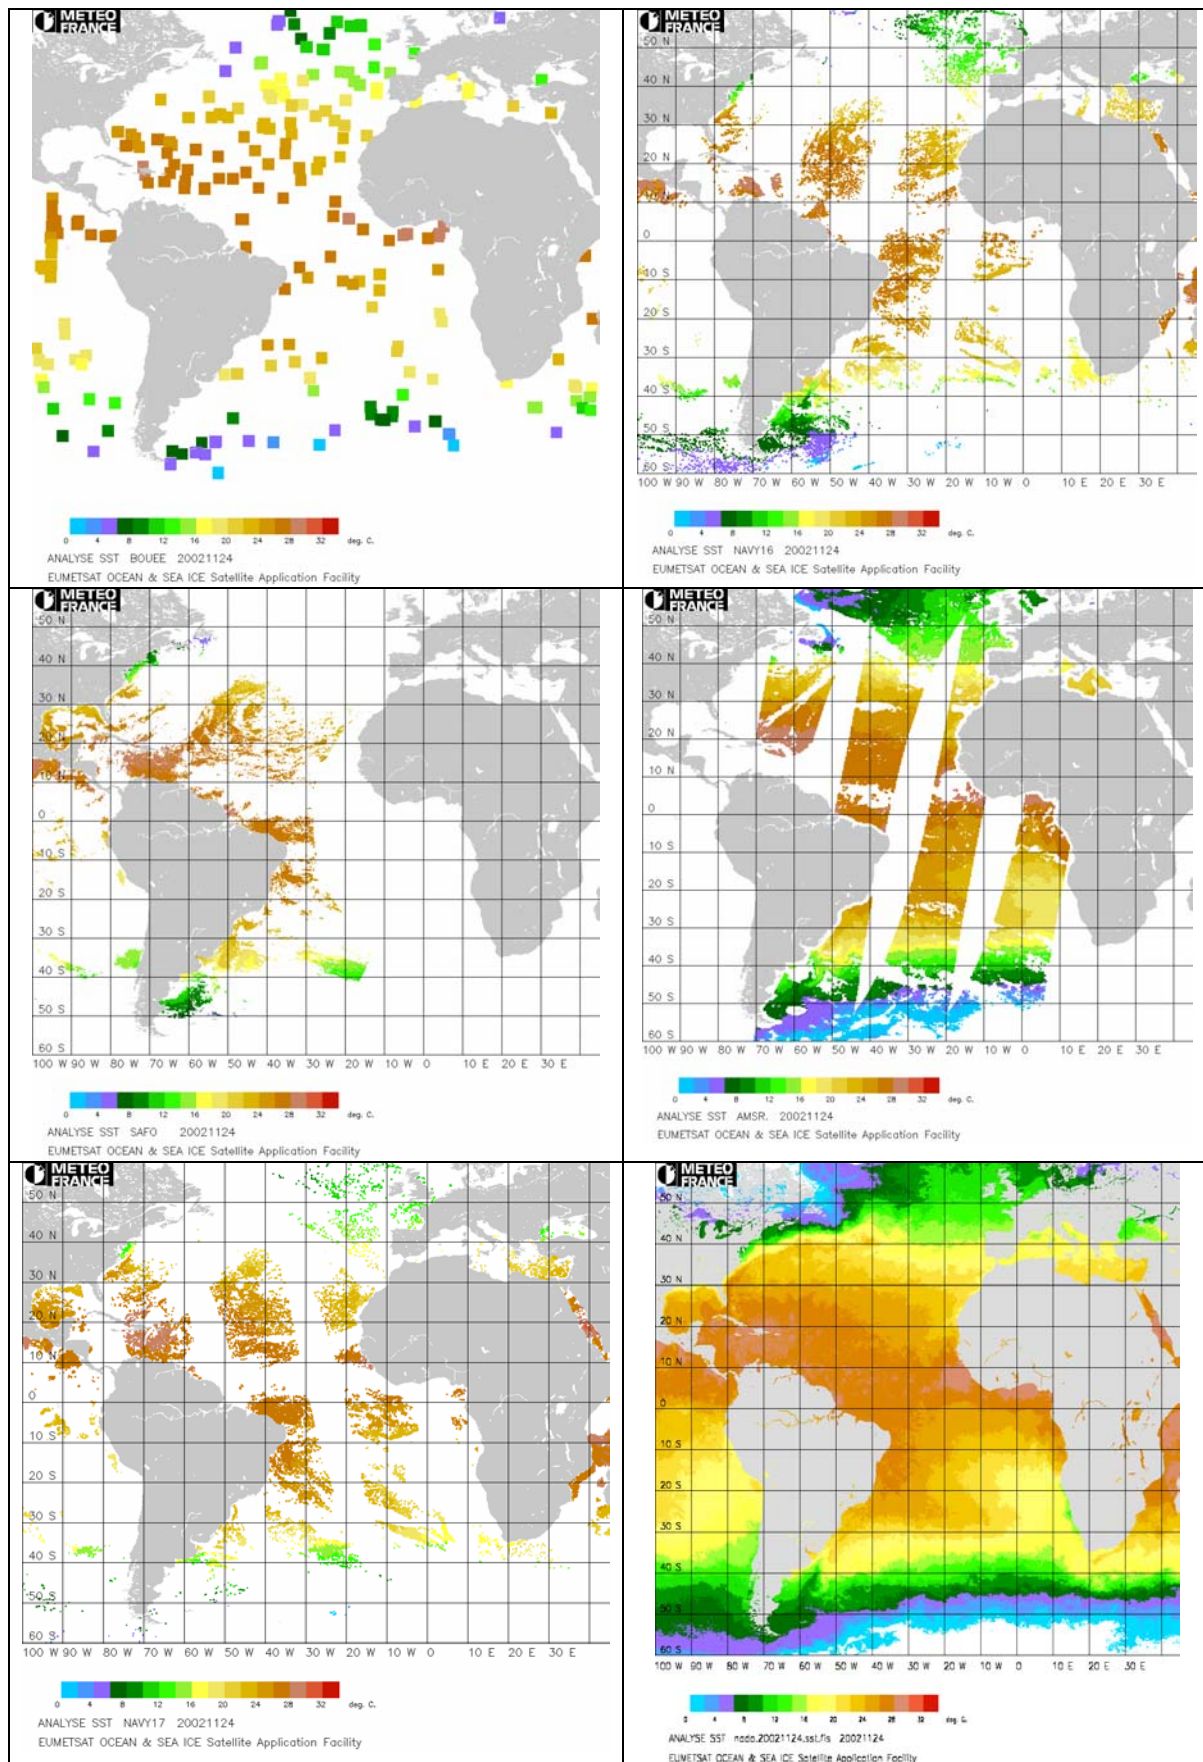 METEO
FRANCE
0 4 8 12 16 20 24 28 32 deg. C.
ANALYSE SST BOUEE 20021124
EUMETSAT OCEAN & SEA ICE Satellite Application Facility
METEO
FRANCE
50 N
40 N
30 N
20 N
10 N
0
10 S
20 S
30 S
40 S
50 S
60 S
100 W 90 W 80 W 70 W 60 W 50 W 40 W 30 W 20 W 10 W 0 10 E 20 E 30 E
0 4 8 12 16 20 24 28 32 deg. C.
ANALYSE SST NAVY16 20021124
EUMETSAT OCEAN & SEA ICE Satellite Application Facility
METEO
FRANCE
50 N
40 N
30 N
20 N
10 N
0
10 S
20 S
30 S
40 S
50 S
60 S
100 W 90 W 80 W 70 W 60 W 50 W 40 W 30 W 20 W 10 W 0 10 E 20 E 30 E
0 4 8 12 16 20 24 28 32 deg. C.
ANALYSE SST SAFO 20021124
EUMETSAT OCEAN & SEA ICE Satellite Application Facility
METEO
FRANCE
50 N
40 N
30 N
20 N
10 N
0
10 S
20 S
30 S
40 S
50 S
60 S
100 W 90 W 80 W 70 W 60 W 50 W 40 W 30 W 20 W 10 W 0 10 E 20 E 30 E
0 4 8 12 16 20 24 28 32 deg. C.
ANALYSE SST AMSR. 20021124
EUMETSAT OCEAN & SEA ICE Satellite Application Facility
METEO
FRANCE
50 N
40 N
30 N
20 N
10 N
0
10 S
20 S
30 S
40 S
50 S
60 S
100 W 90 W 80 W 70 W 60 W 50 W 40 W 30 W 20 W 10 W 0 10 E 20 E 30 E
0 4 8 12 16 20 24 28 32 deg. C.
ANALYSE SST NAVY17 20021124
EUMETSAT OCEAN & SEA ICE Satellite Application Facility
METEO
FRANCE
50 N
40 N
30 N
20 N
10 N
0
10 S
20 S
30 S
40 S
50 S
60 S
100 W 90 W 80 W 70 W 60 W 50 W 40 W 30 W 20 W 10 W 0 10 E 20 E 30 E
0 4 8 12 16 20 24 28 32 deg. C.
ANALYSE SST 20021124
EUMETSAT OCEAN & SEA ICE Satellite Application Facility